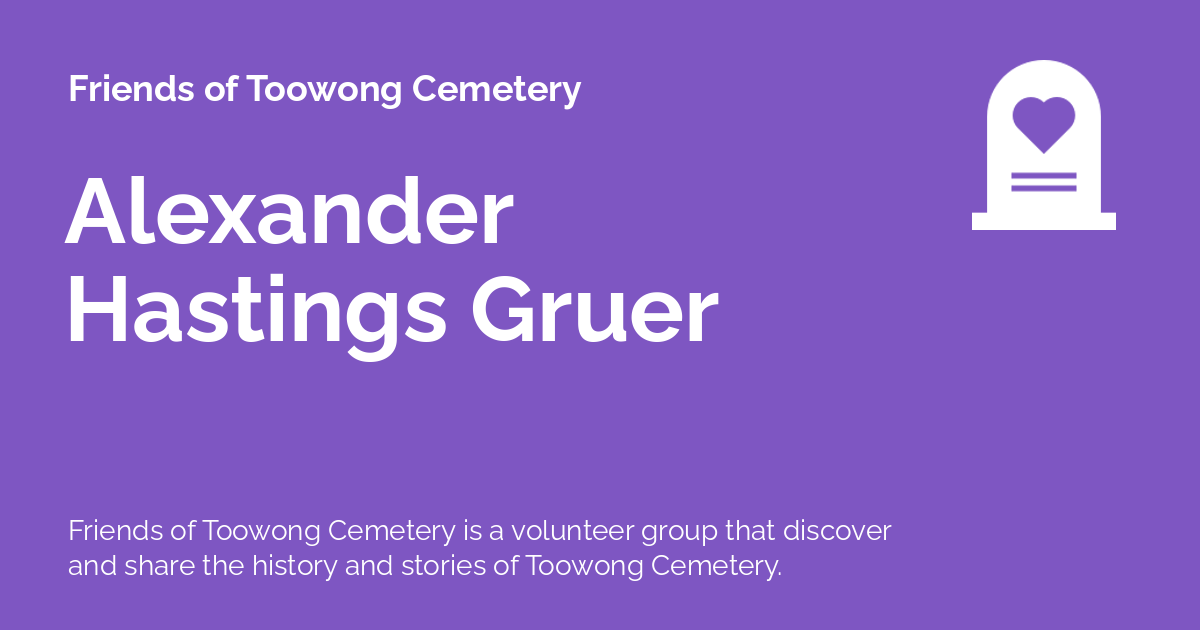 Friends of Toowong Cemetery
Alexander
Hastings Gruer
Friends of Toowong Cemetery is a volunteer group that discover
and share the history and stories of Toowong Cemetery.